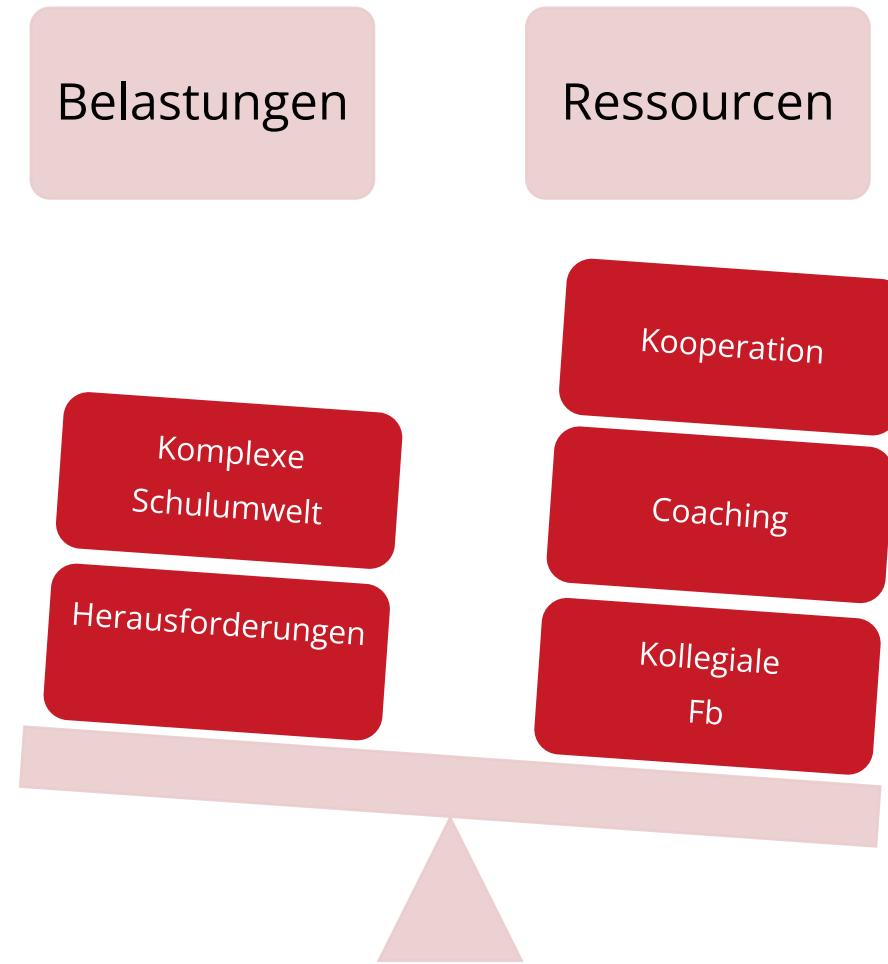 Belastungen
Ressourcen
Komplexe
Schulumwelt
Herausforderungen
Kooperation
Coaching
Kollegiale
Fb